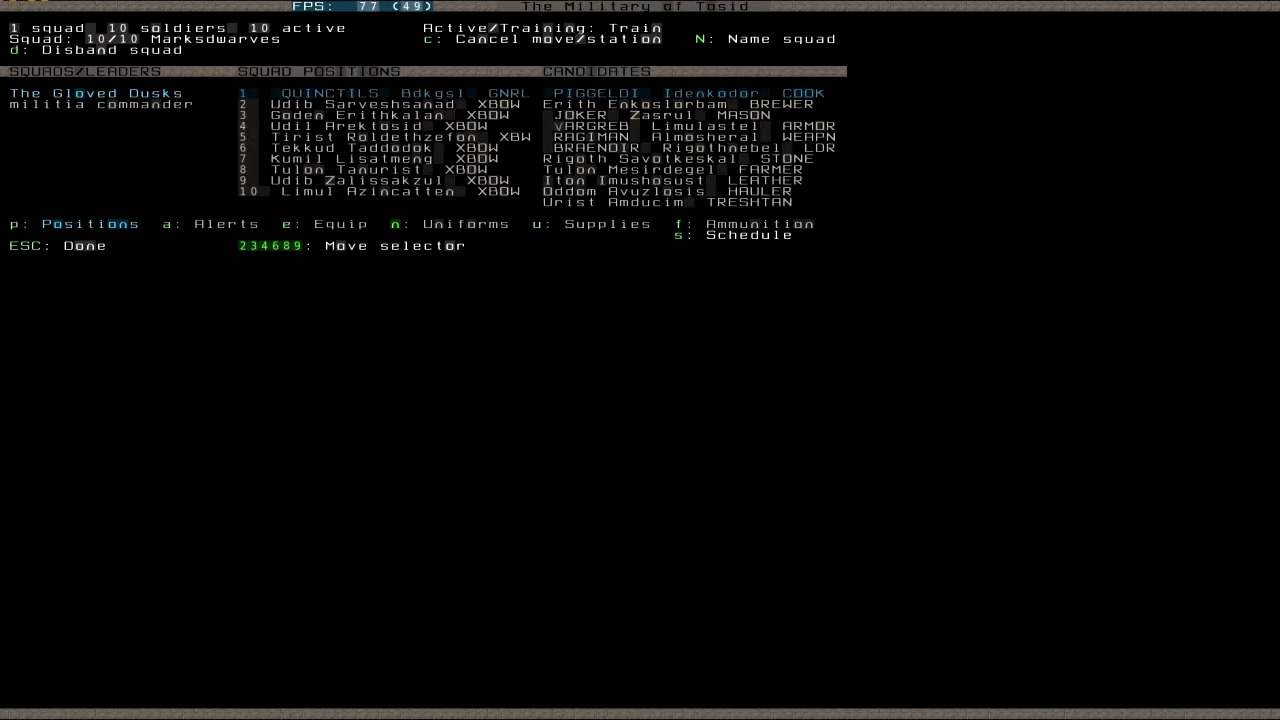 FPS: 77 (49) The Military of Tosid
1 squad 10 soldiers 10 active Active/Training: Train
Squad: 10/10 Marksdwarves c: Cancel move/station N: Name squad
d: Disband squad
SQUADS/LEADERS SQUAD POSITIONS CANDIDATES
The Gloved Dusks 1 QUINCTILS Bdkgsl GNRL PIGGELDI Idenkodor COOK
militia commander 2 Udib Sarveshsanad XBOW Erith Enkoslorbam BREWER
3 Goden Erithkalan XBOW JOKER Zasrul MASON
4 Udil Arektosid XBOW VARGREB Limulastel ARMOR
5 Tirist Roldethzefon XBW RAGIMAN Almosheral WEAPN
6 Tekkud Taddodok XBOW BRAENOIR Rigothnebel LDR
7 Kumil Lisatmeng XBOW Rigoth Savotkeskal STONE
8 Tulon Tanurist XBOW Tulon Mesirdegel FARMER
9 Udib Zalissakzul XBOW Iton Imushosust LEATHER
10 Limul Azincatten XBOW Oddom Avuzlosis HAULER
Urist Amducim TRESHTAN
p: Positions a: Alerts e: Equip n: Uniforms u: Supplies f: Ammunition
s: Schedule
ESC: Done 234689: Move selector